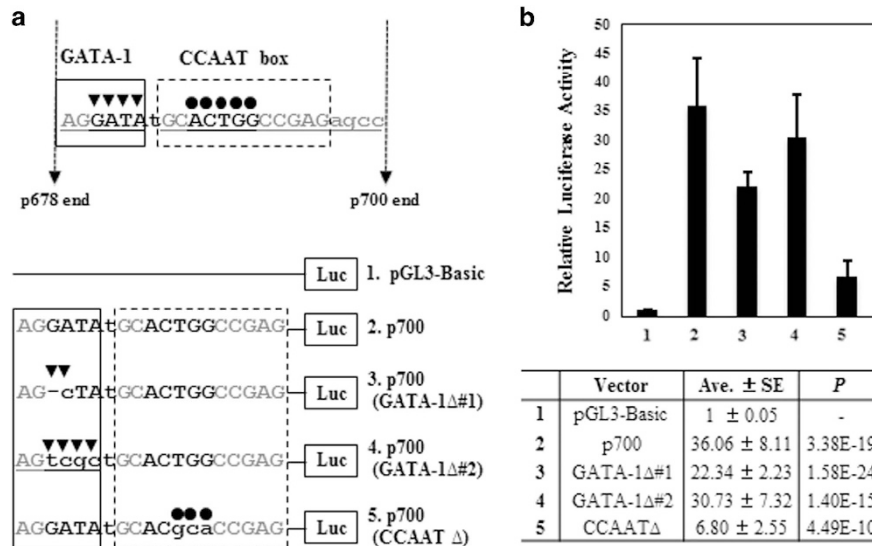 a
GATA-1 CCAAT box
AGGATAtGCACTGGCCGAGagcc
p678 end p700 end
Luc 1. pGL3-Basic
AGGATAtGCACTGGCCGAG Luc 2. p700
AG-cTAtGCACTGGCCGAG Luc 3. p700
(GATA-1Δ#1)
AGtcgctGCACTGGCCGAG Luc 4. p700
(GATA-1Δ#2)
AGGATAtGCACgcaCCGAG Luc 5. p700
(CCAAT Δ)
b
Relative Luciferase Activity
50
45
40
35
30
25
20
15
10
5
0
1 2 3 4 5
Vector Ave. ± SE P
1 pGL3-Basic 1 ± 0.05 -
2 p700 36.06 ± 8.11 3.38E-19
3 GATA-1Δ#1 22.34 ± 2.23 1.58E-24
4 GATA-1Δ#2 30.73 ± 7.32 1.40E-15
5 CCAATΔ 6.80 ± 2.55 4.49E-10